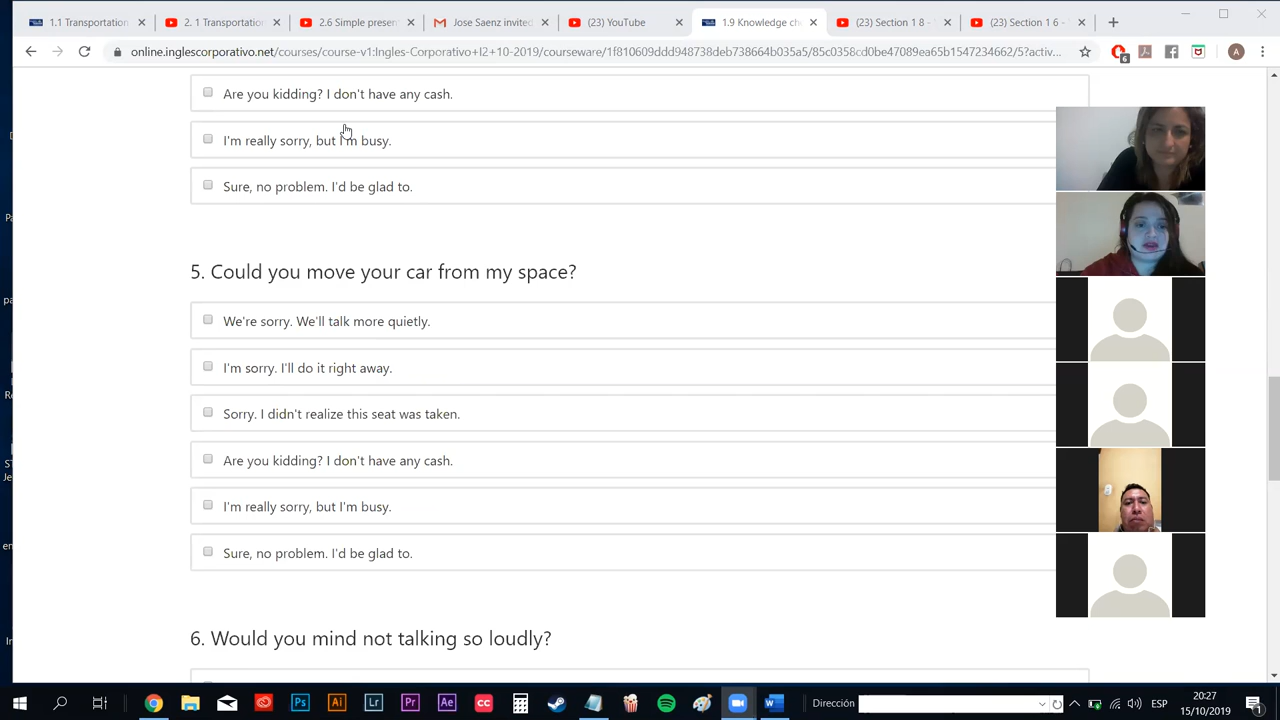 1.1 Transportation
2. 1 Transportation
2.6 Simple presen
Jose Saenz invited
(23) YouTube
1.9 Knowledge ch
(23) Section 1 8 -
(23) Section 1 6 -
online.inglescorporativo.net/courses/course-v1:Ingles-Corporativo+I2+10-2019/courseware/1f810609ddd948738deb738664b035a5/85c0358cd0be47089ea65b1547234662/5?activ...
6
A
Are you kidding? I don't have any cash.
I'm really sorry, but I'm busy.
Sure, no problem. I'd be glad to.
5. Could you move your car from my space?
We're sorry. We'll talk more quietly.
I'm sorry. I'll do it right away.
Sorry. I didn't realize this seat was taken.
Are you kidding? I don't have any cash.
I'm really sorry, but I'm busy.
Sure, no problem. I'd be glad to.
6. Would you mind not talking so loudly?
Dirección
ESP
20:27
15/10/2019